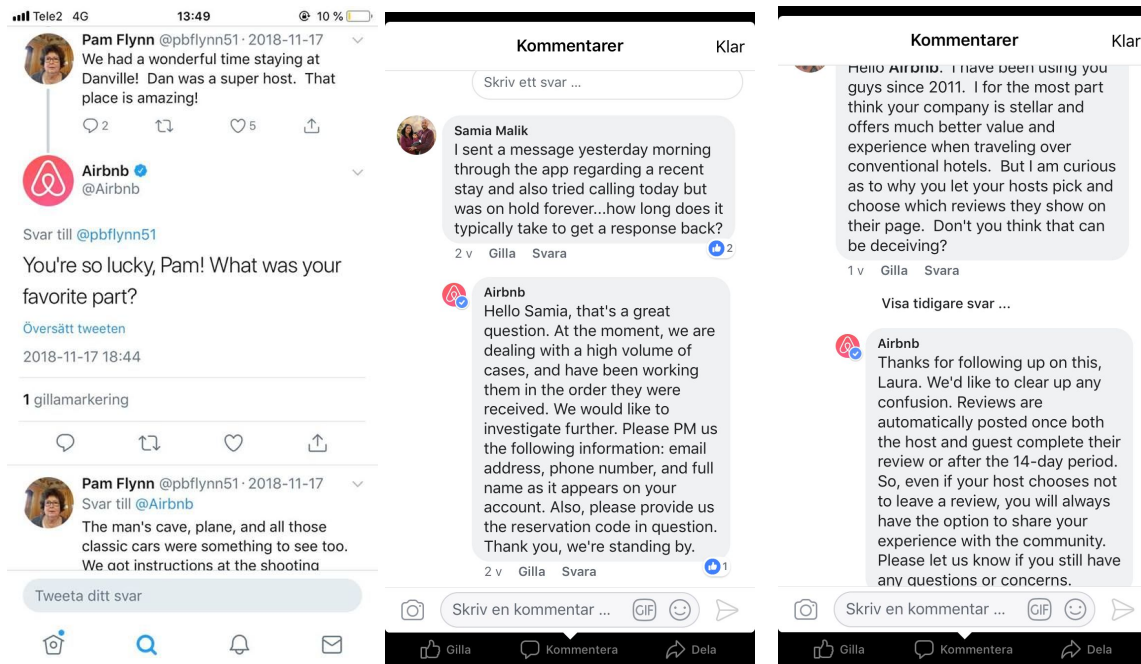 Tele2 4G 13:49 10 %
Pam Flynn @pbflynn51 · 2018-11-17
We had a wonderful time staying at
Danville! Dan was a super host. That
place is amazing!
2 5
Airbnb
@Airbnb
Svar till @pbflynn51
You're so lucky, Pam! What was your
favorite part?
Översätt tweeten
2018-11-17 18:44
1 gillamarkering
Pam Flynn @pbflynn51 · 2018-11-17
Svar till @Airbnb
The man's cave, plane, and all those
classic cars were something to see too.
We got instructions at the shooting
Tweeta ditt svar
Kommentarer Klar
Skriv ett svar ...
Samia Malik
I sent a message yesterday morning
through the app regarding a recent
stay and also tried calling today but
was on hold forever...how long does it
typically take to get a response back?
2 v Gilla Svara 2
Airbnb
Hello Samia, that's a great
question. At the moment, we are
dealing with a high volume of
cases, and have been working
them in the order they were
received. We would like to
investigate further. Please PM us
the following information: email
address, phone number, and full
name as it appears on your
account. Also, please provide us
the reservation code in question.
Thank you, we're standing by.
2 v Gilla Svara 1
Skriv en kommentar ... GIF
Gilla Kommentera Dela
Kommentarer Klar
Hello Airbnb. I have been using you
guys since 2011. I for the most part
think your company is stellar and
offers much better value and
experience when traveling over
conventional hotels. But I am curious
as to why you let your hosts pick and
choose which reviews they show on
their page. Don't you think that can
be deceiving?
1 v Gilla Svara
Visa tidigare svar ...
Airbnb
Thanks for following up on this,
Laura. We'd like to clear up any
confusion. Reviews are
automatically posted once both
the host and guest complete their
review or after the 14-day period.
So, even if your host chooses not
to leave a review, you will always
have the option to share your
experience with the community.
Please let us know if you still have
any questions or concerns.
Skriv en kommentar ... GIF
Gilla Kommentera Dela